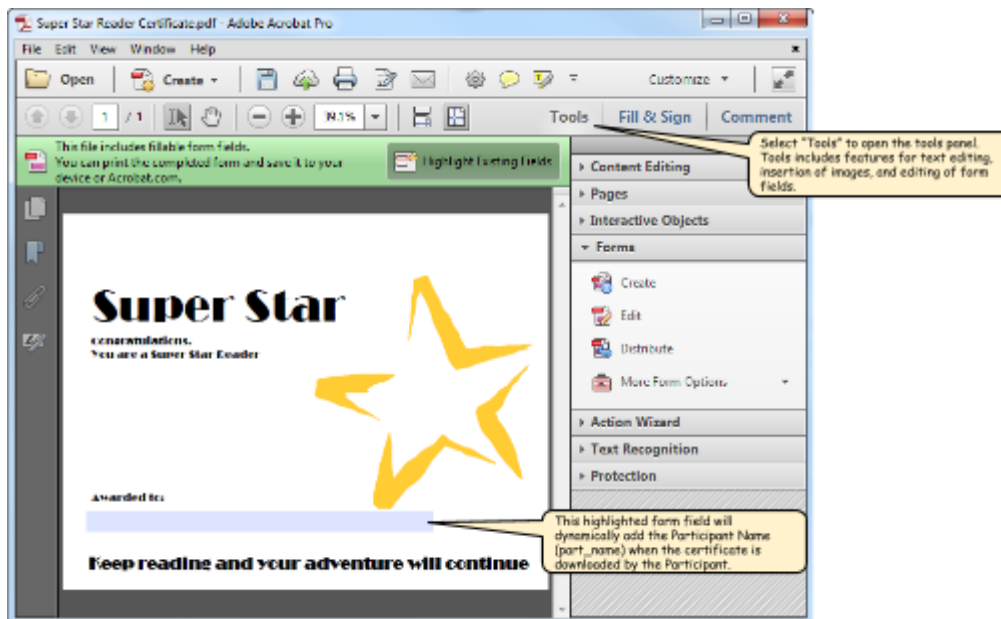 Super Star Reader Certificate.pdf - Adobe Acrobat Pro
File Edit View Window Help
Open Create Customize
1 / 1 39.1% Tools Fill & Sign Comment
This file includes fillable form fields.
You can print the completed form and save it to your
device or Acrobat.com.
Highlight Existing Fields
Select "Tools" to open the tools panel.
Tools includes features for text editing,
insertion of images, and editing of form
fields.
Content Editing
Pages
Interactive Objects
Forms
Create
Edit
Distribute
More Form Options
Action Wizard
Text Recognition
Protection
Super Star
Congratulations.
You are a Super Star Reader
Awarded to:
This highlighted form field will
dynamically add the Participant Name
(part_name) when the certificate is
downloaded by the Participant.
Keep reading and your adventure will continue